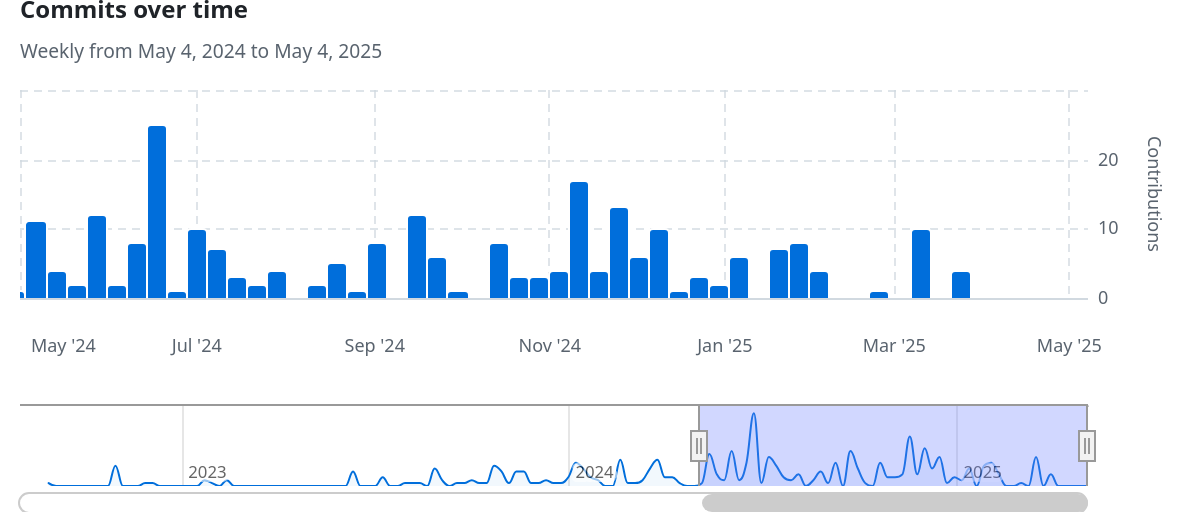 Commits over time
Weekly from May 4, 2024 to May 4, 2025
20
10
0
Contributions
May '24 Jul '24 Sep '24 Nov '24 Jan '25 Mar '25 May '25
2023 2024 2025